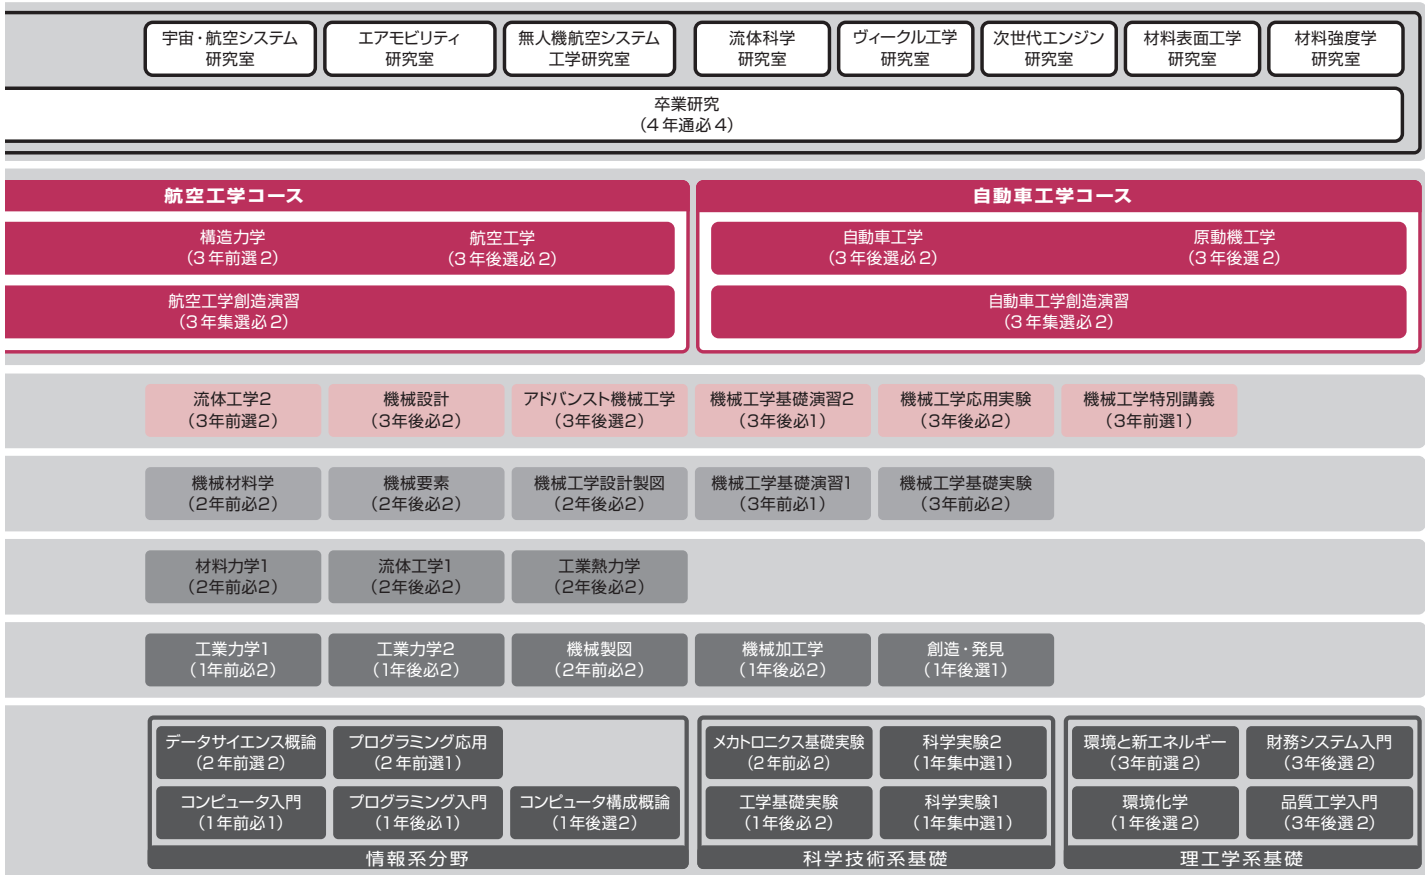 宇宙・航空システム
研究室
エアモビリティ
研究室
無人機航空システム
工学研究室
流体科学
研究室
ヴィークル工学
研究室
次世代エンジン
研究室
材料表面工学
研究室
材料強度学
研究室
卒業研究
（４年通必４）
航空工学コース
構造力学
（３年前選２）
航空工学
（３年後選必２）
航空工学創造演習
（３年集選必２）
自動車工学コース
自動車工学
（３年後選必２）
原動機工学
（３年後選２）
自動車工学創造演習
（３年集選必２）
流体工学2
（3年前選2）
機械設計
（3年後必2）
アドバンスト機械工学
（3年後選2）
機械工学基礎演習2
（3年後必1）
機械工学応用実験
（3年後必2）
機械工学特別講義
（3年前選1）
機械材料学
（2年前必2）
機械要素
（2年後必2）
機械工学設計製図
（2年後必2）
機械工学基礎演習1
（3年前必1）
機械工学基礎実験
（3年前必2）
材料力学1
（2年前必2）
流体工学1
（2年後必2）
工業熱力学
（2年後必2）
工業力学1
（1年前必2）
工業力学2
（1年後必2）
機械製図
（2年前必2）
機械加工学
（1年後必2）
創造・発見
（1年後選1）
データサイエンス概論
（２年前選２）
プログラミング応用
（２年前選1）
コンピュータ入門
（1年前必1）
プログラミング入門
（1年後必1）
コンピュータ構成概論
（1年後選2）
情報系分野
メカトロニクス基礎実験
（２年前必２）
科学実験2
（1年集中選1）
工学基礎実験
（1年後必２）
科学実験1
（1年集中選1）
科学技術系基礎
環境と新エネルギー
（3年前選２）
財務システム入門
（3年後選２）
環境化学
（1年後選２）
品質工学入門
（3年後選２）
理工学系基礎